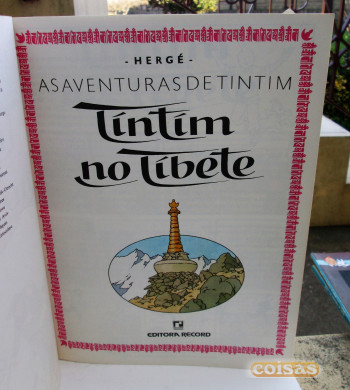 - HERGÉ -
AS AVENTURAS DE TINTIM
Tintim
no Tibete
EDITORA RECORD
coisas